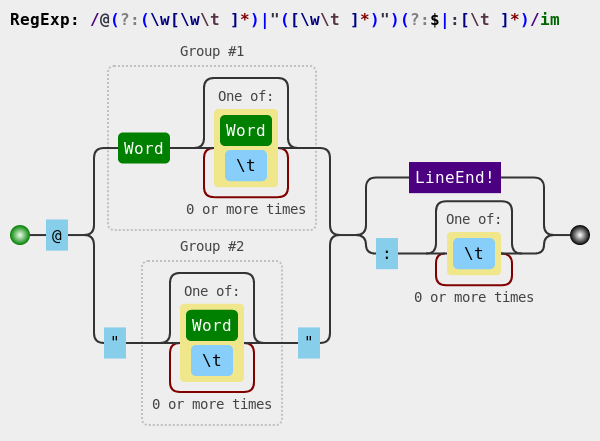 RegExp: /@(?:(\w[\w\t ]*)|"([\w\t ]*)")(?:$|:[\t ]*)/im
Group #1
One of:
Word
Word
\t
0 or more times
LineEnd!
One of:
@
:
\t
0 or more times
Group #2
One of:
Word
"
"
\t
0 or more times